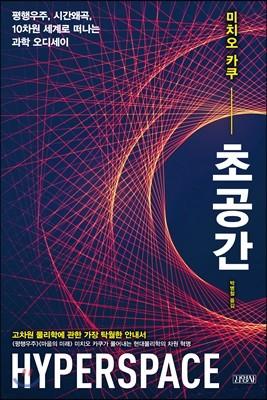 평행우주, 시간왜곡,
10차원 세계로 떠나는
과학 오디세이
미치오 카쿠
초공간
박병철 옮김
고차원 물리학에 관한 가장 탁월한 안내서
《평행우주》《마음의 미래》 미치오 카쿠가 풀어내는 현대물리학의 차원 혁명
HYPERSPACE
김영사